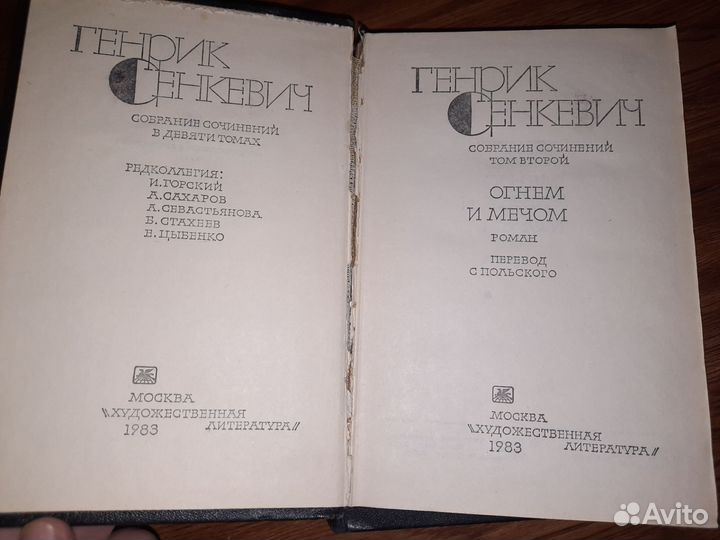 ГЕНРИК
СЕНКЕВИЧ
СОБРАНИЕ СОЧИНЕНИЙ
В ДЕВЯТИ ТОМАХ
РЕДКОЛЛЕГИЯ:
И. ГОРСКИЙ
А. САХАРОВ
А. СЕВАСТЬЯНОВА
Б. СТАХЕЕВ
Е. ЦЫБЕНКО
МОСКВА
"ХУДОЖЕСТВЕННАЯ
ЛИТЕРАТУРА"
1983
ГЕНРИК
СЕНКЕВИЧ
СОБРАНИЕ СОЧИНЕНИЙ
ТОМ ВТОРОЙ
ОГНЕМ
И МЕЧОМ
РОМАН
ПЕРЕВОД
С ПОЛЬСКОГО
МОСКВА
"ХУДОЖЕСТВЕННАЯ
ЛИТЕРАТУРА"
1983
Avito